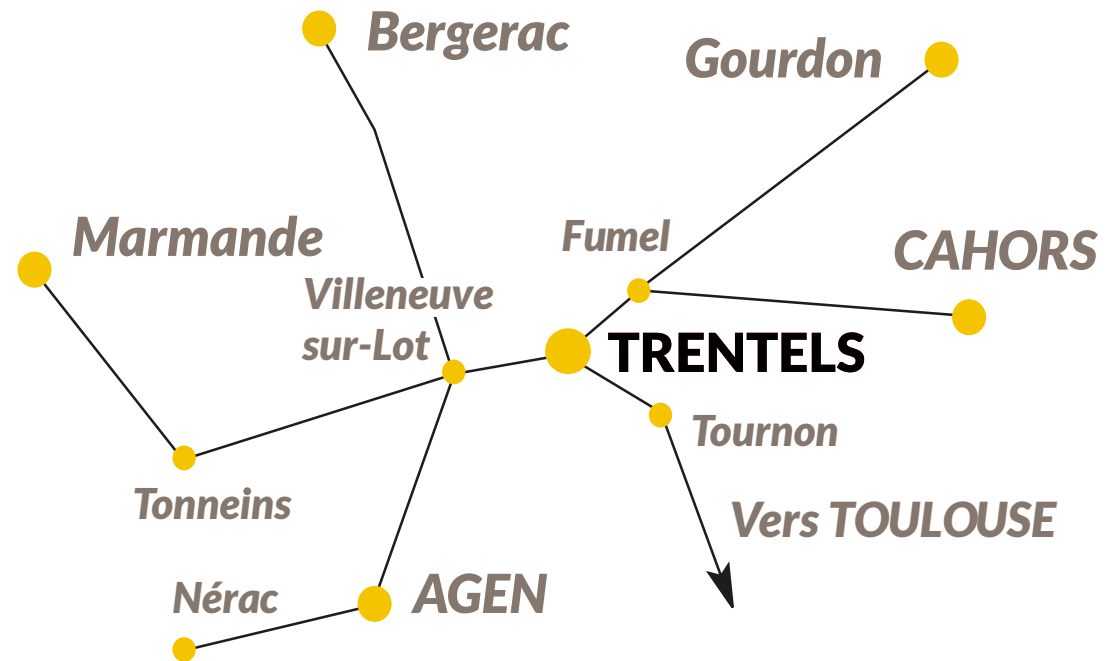 Bergerac
Gourdon
Marmande
Fumel
CAHORS
Villeneuve
sur-Lot
TRENTELS
Tournon
Tonneins
Vers TOULOUSE
Nérac
AGEN